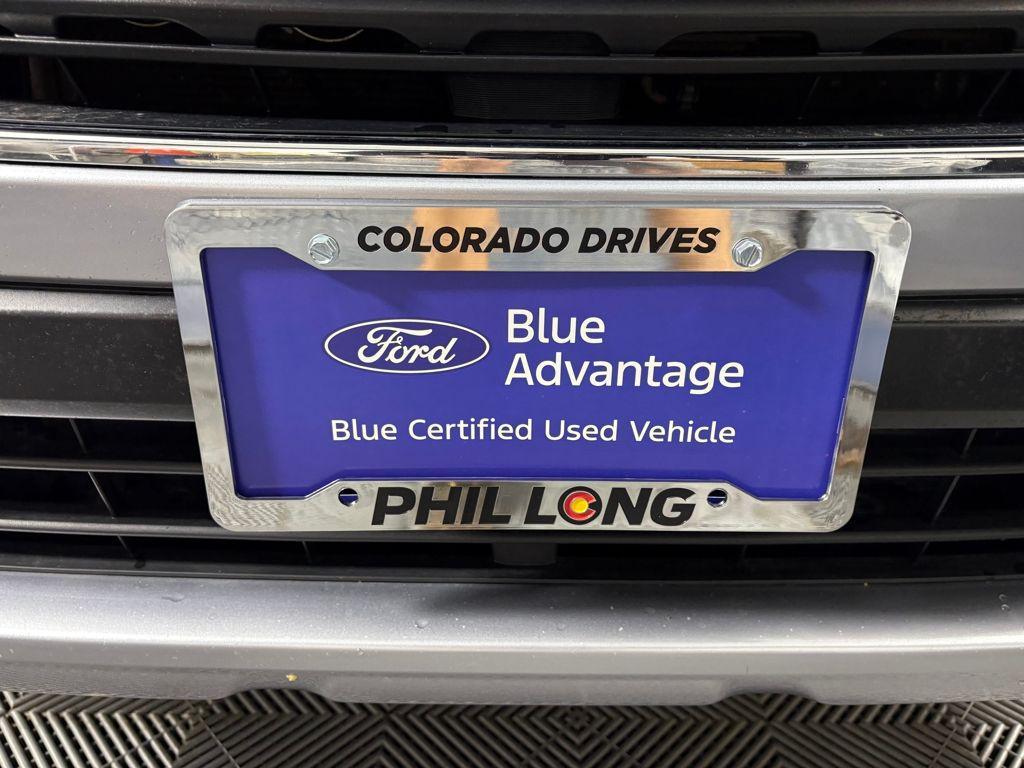 COLORADO DRIVES
Ford
Blue
Advantage
Blue Certified Used Vehicle
PHIL LONG